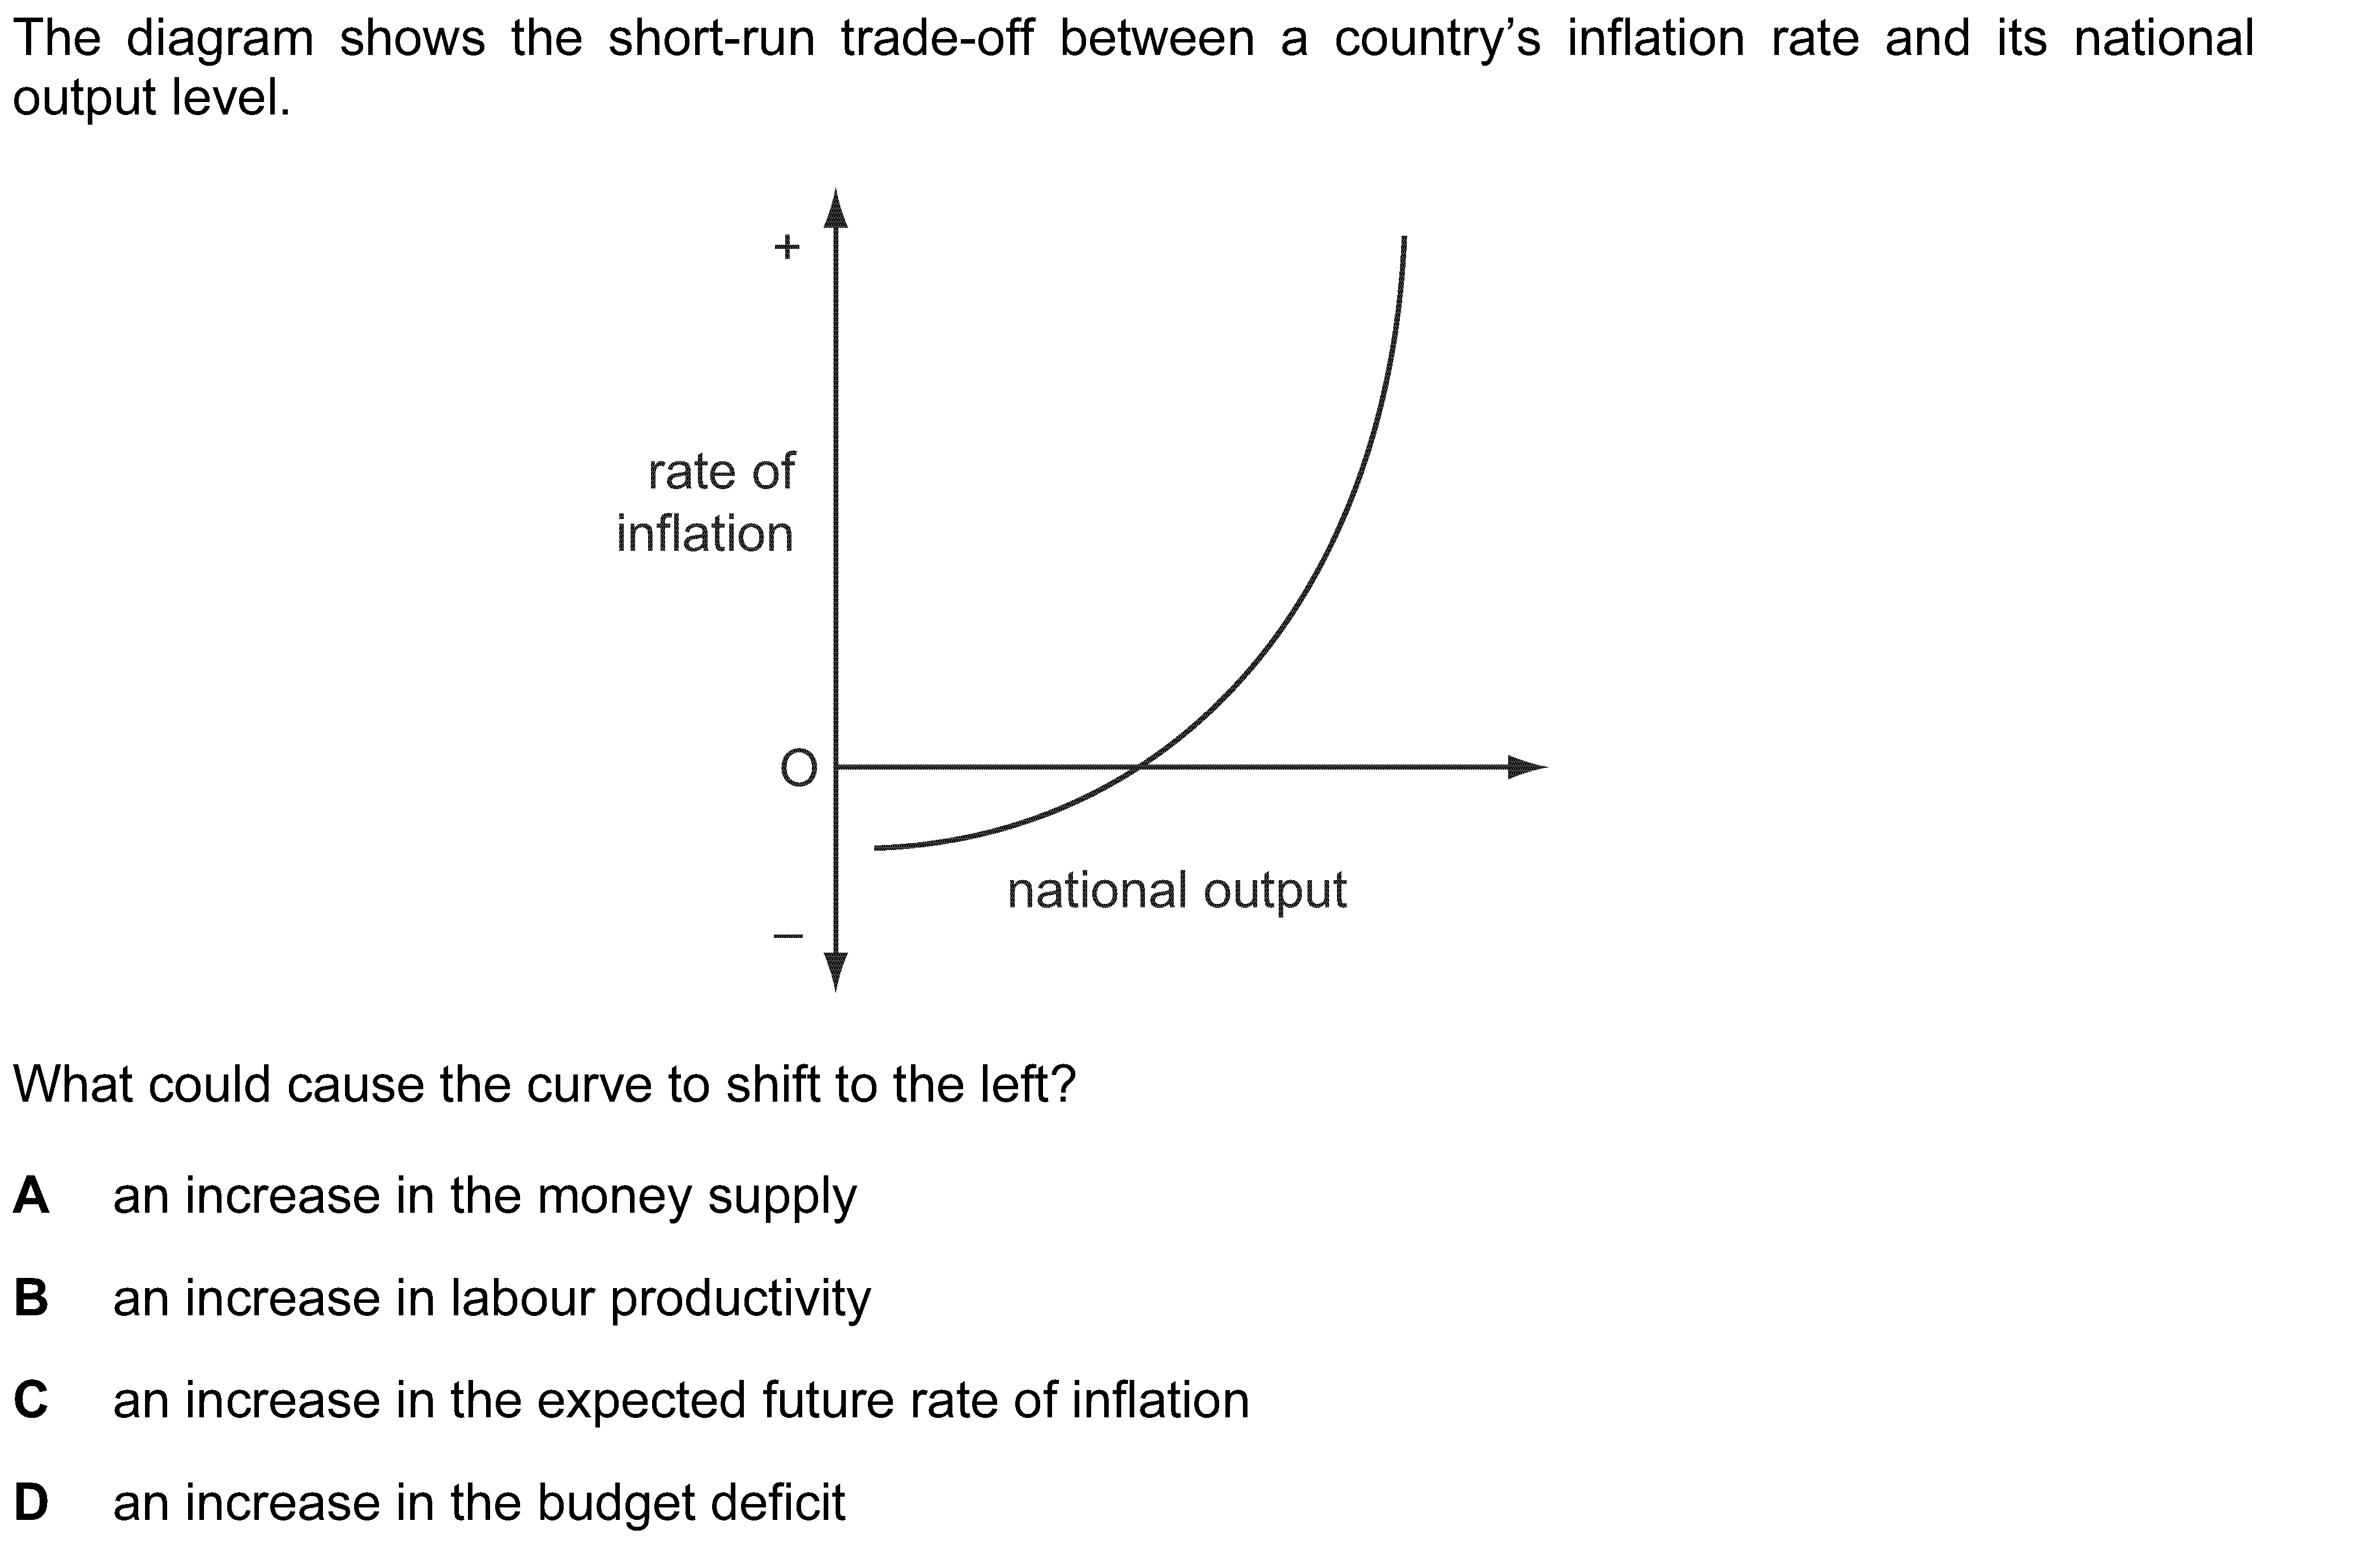 The diagram shows the short-run trade-off between a country’s inflation rate and its national
output level.
+
rate of
inflation
O
national output
–
What could cause the curve to shift to the left?
A an increase in the money supply
B an increase in labour productivity
C an increase in the expected future rate of inflation
D an increase in the budget deficit